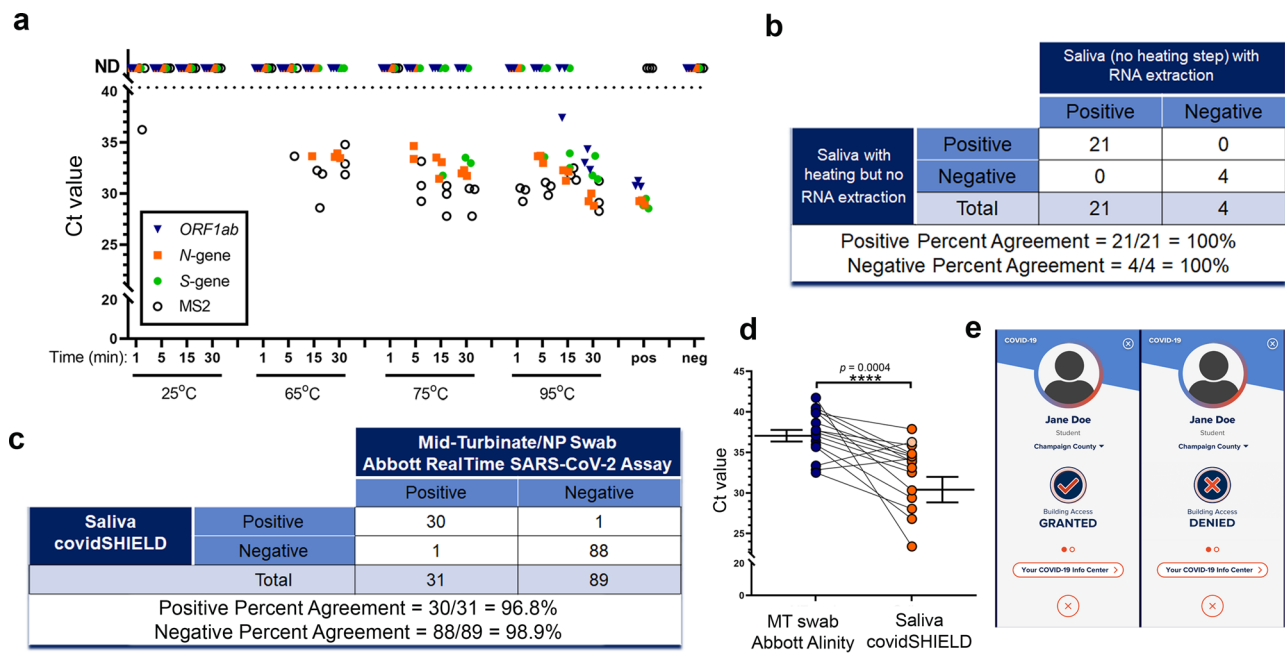 a
ND
40
35
30
25
20
0
Ct value
ORF1ab
N-gene
S-gene
MS2
Time (min): 1 5 15 30 1 5 15 30 1 5 15 30 1 5 15 30 pos neg
25°C 65°C 75°C 95°C
b
Saliva (no heating step) with
RNA extraction
Positive Negative
Saliva with
heating but no
RNA extraction
Positive 21 0
Negative 0 4
Total 21 4
Positive Percent Agreement = 21/21 = 100%
Negative Percent Agreement = 4/4 = 100%
c
Mid-Turbinate/NP Swab
Abbott RealTime SARS-CoV-2 Assay
Positive Negative
Saliva
covidSHIELD
Positive 30 1
Negative 1 88
Total 31 89
Positive Percent Agreement = 30/31 = 96.8%
Negative Percent Agreement = 88/89 = 98.9%
d
p = 0.0004
****
45
40
35
30
25
20
0
Ct value
MT swab
Abbott Alinity
Saliva
covidSHIELD
e
COVID-19
Jane Doe
Student
Champaign County
Building Access
GRANTED
Your COVID-19 Info Center
COVID-19
Jane Doe
Student
Champaign County
Building Access
DENIED
Your COVID-19 Info Center